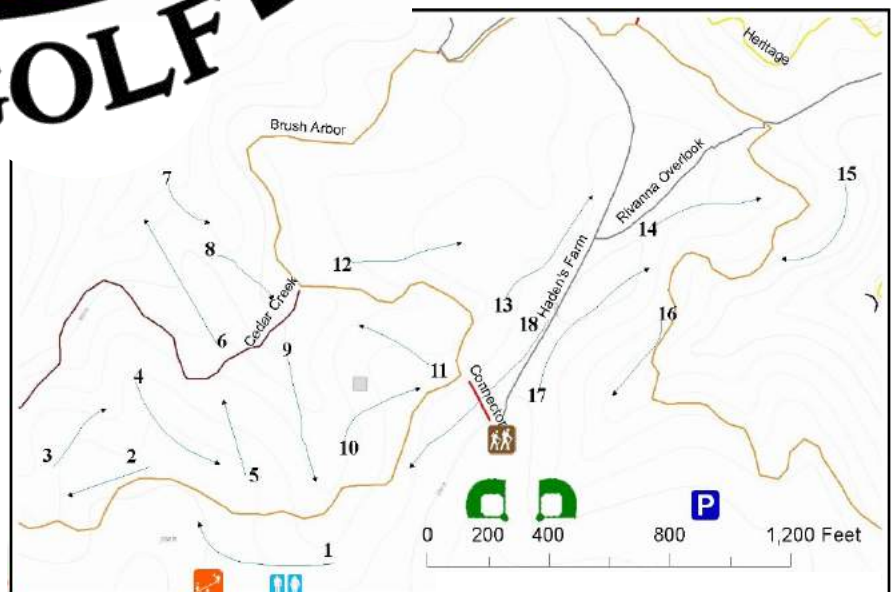 GOLF
Heritage
Brush Arbor
Rivanna Overlook
7
15
8
12
14
Haden's Farm
13
Cedar Creek
18
16
6
9
11
4
Connector
17
10
3
2
5
P
0 200 400 800 1,200 Feet
1